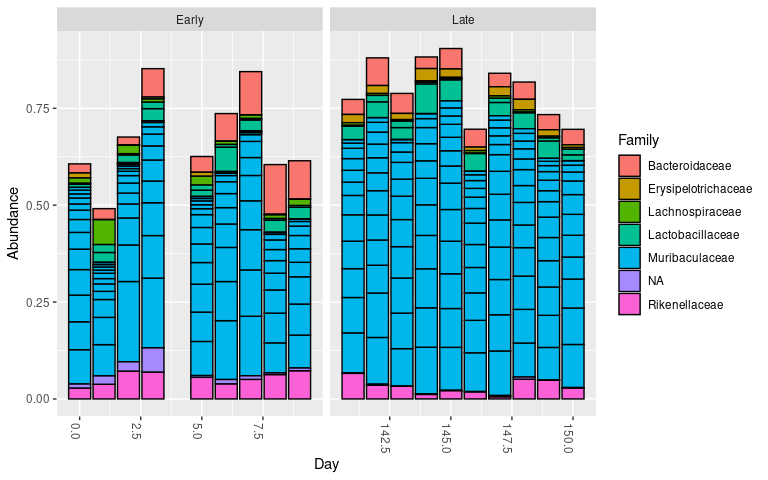 Early
Late
Abundance
0.75
0.50
0.25
0.00
0.0
2.5
5.0
7.5
142.5
145.0
147.5
150.0
Day
Family
Bacteroidaceae
Erysipelotrichaceae
Lachnospiraceae
Lactobacillaceae
Muribaculaceae
NA
Rikenellaceae